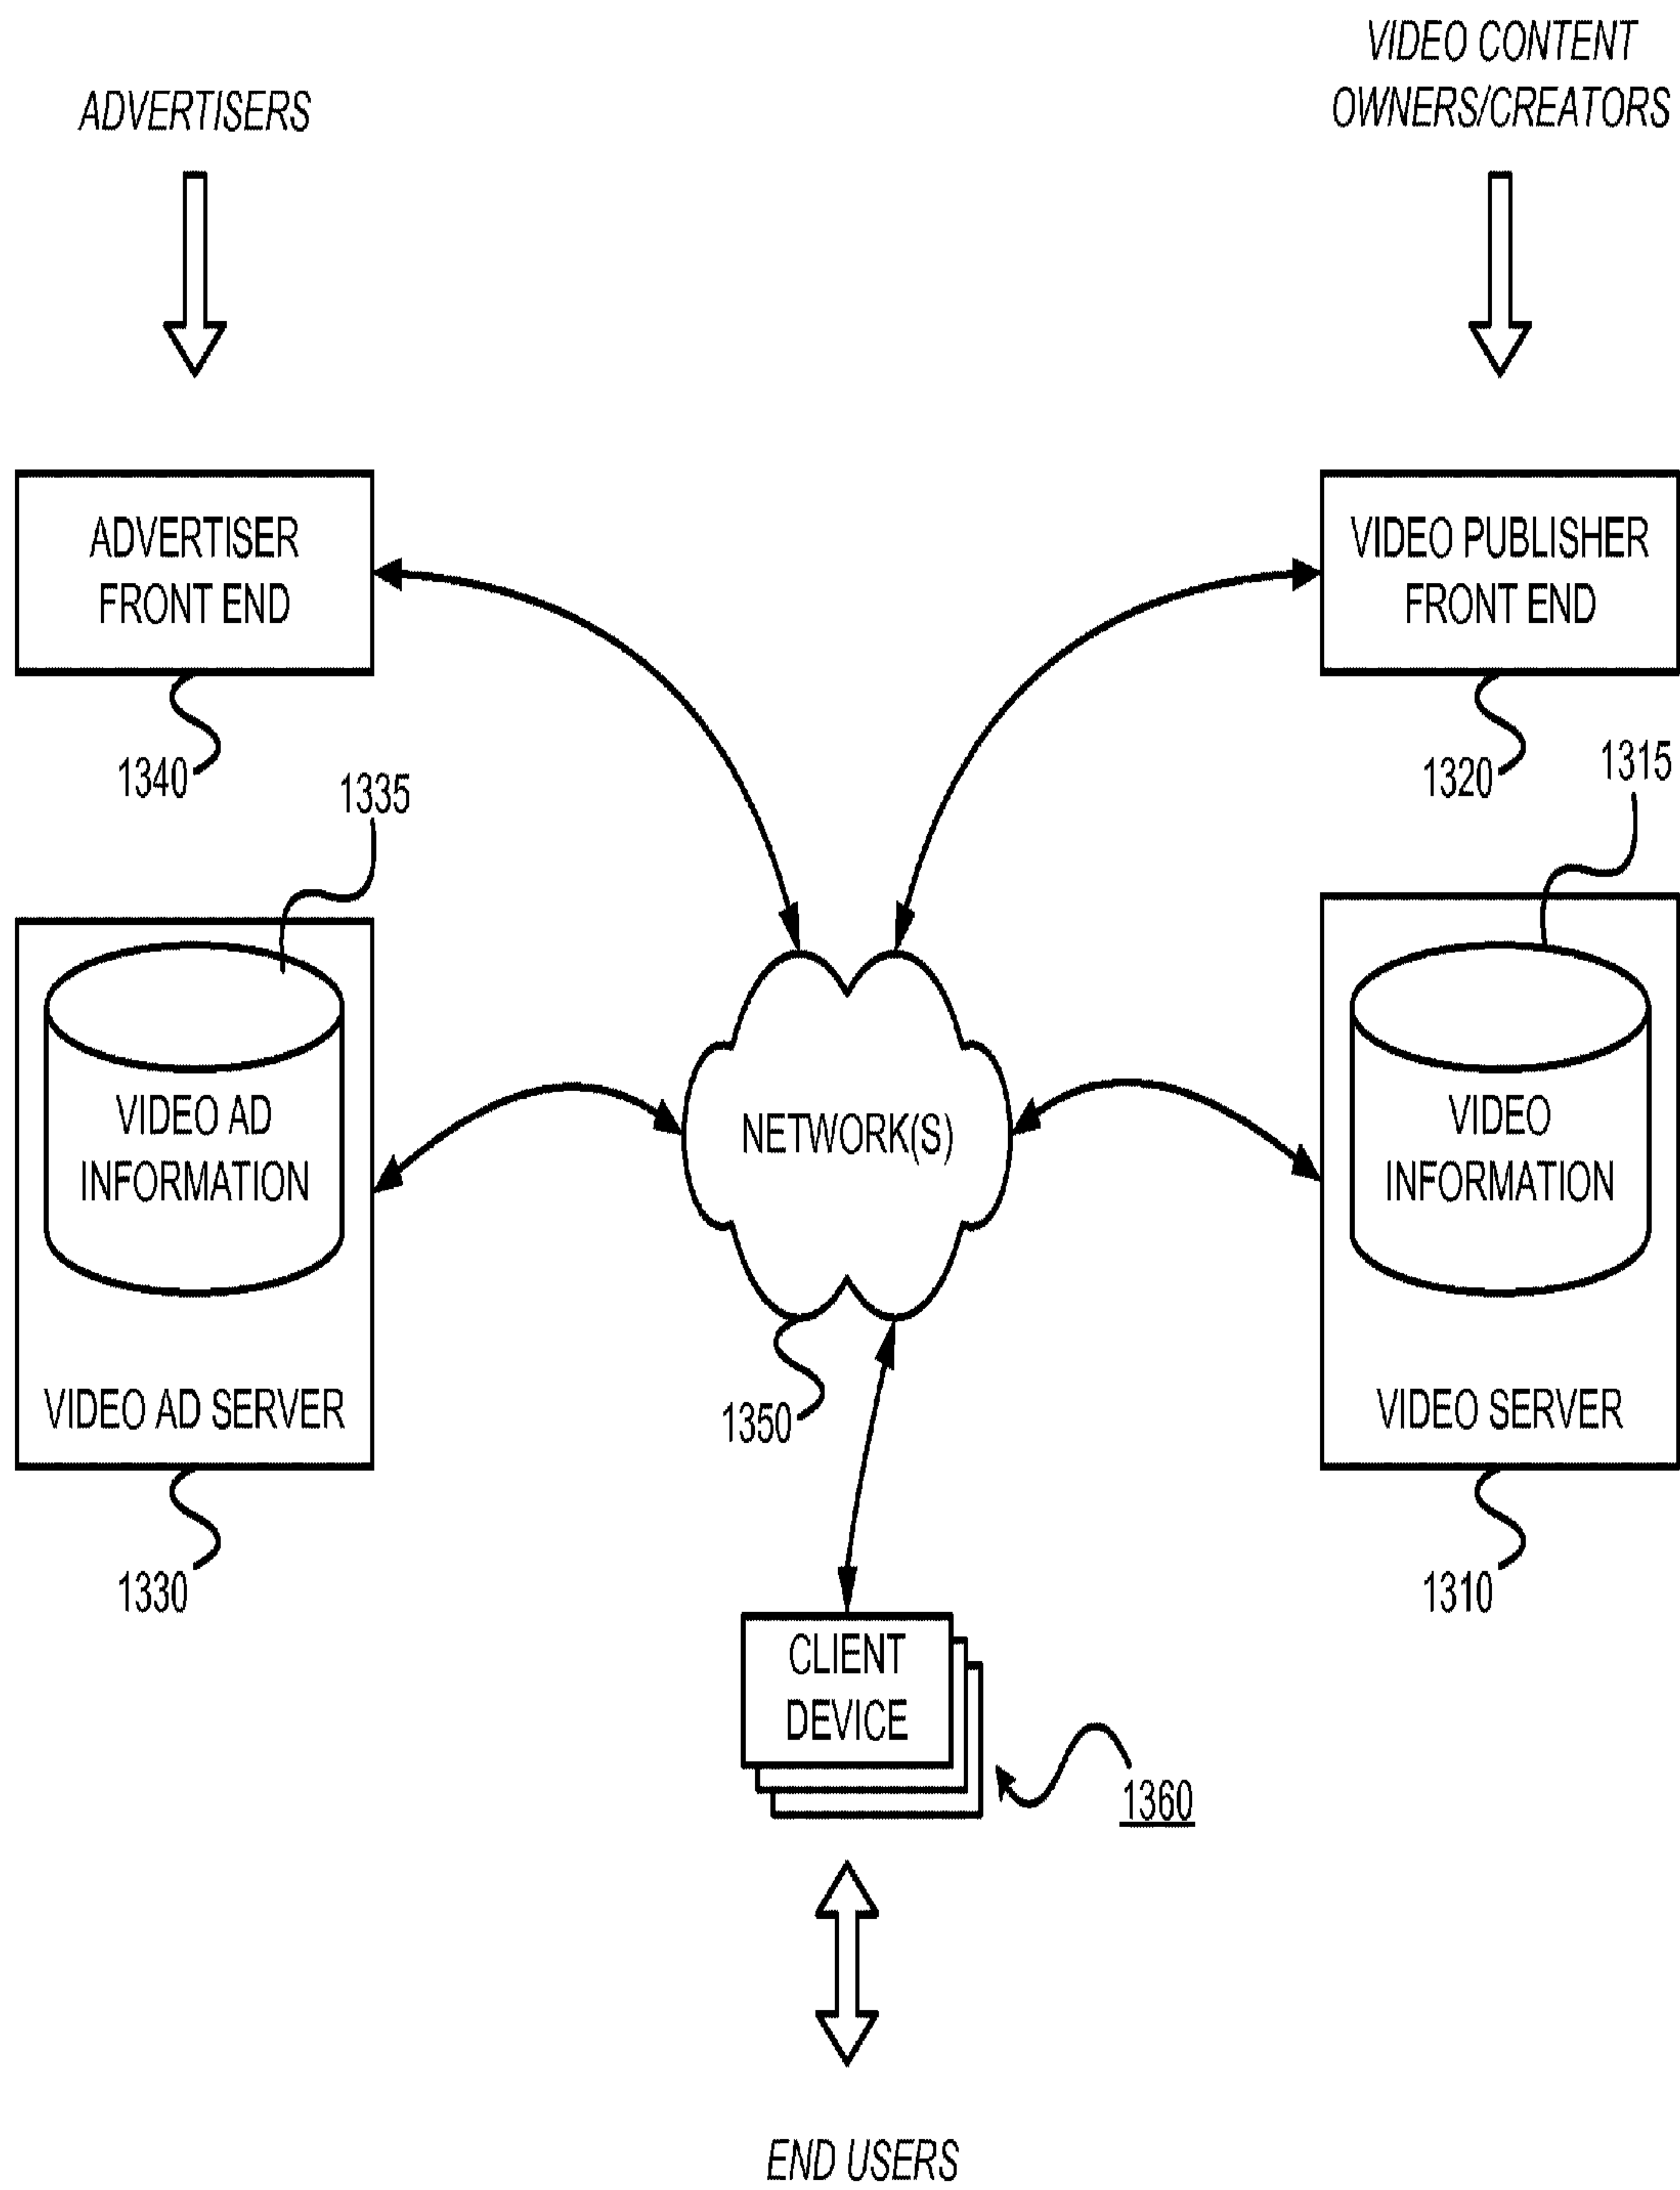 VIDEO CONTENT
OWNERS/CREATORS
ADVERTISERS
ADVERTISER
FRONT END
VIDEO PUBLISHER
FRONT END
1340
1335
1320
1315
VIDEO AD
INFORMATION
VIDEO AD SERVER
NETWORK(S)
VIDEO
INFORMATION
VIDEO SERVER
1350
1330
1310
CLIENT
DEVICE
1360
END USERS